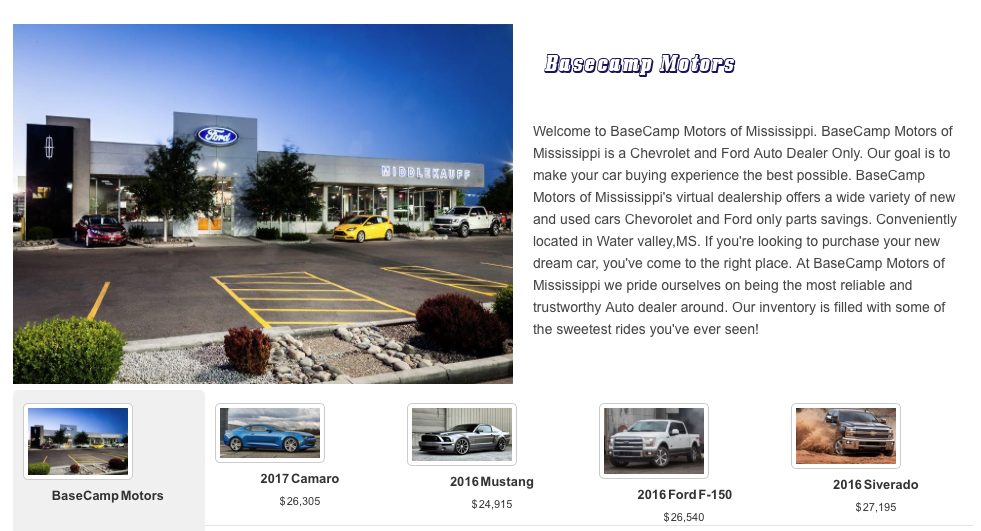 Ford
MIDDLEKAUFF
Basecamp Motors
Welcome to BaseCamp Motors of Mississippi. BaseCamp Motors of
Mississippi is a Chevrolet and Ford Auto Dealer Only. Our goal is to
make your car buying experience the best possible. BaseCamp
Motors of Mississippi's virtual dealership offers a wide variety of new
and used cars Chevorolet and Ford only parts savings. Conveniently
located in Water valley,MS. If you're looking to purchase your new
dream car, you've come to the right place. At BaseCamp Motors of
Mississippi we pride ourselves on being the most reliable and
trustworthy Auto dealer around. Our inventory is filled with some of
the sweetest rides you've ever seen!
BaseCamp Motors
2017 Camaro
$26,305
2016 Mustang
$24,915
2016 Ford F-150
$26,540
2016 Siverado
$27,195